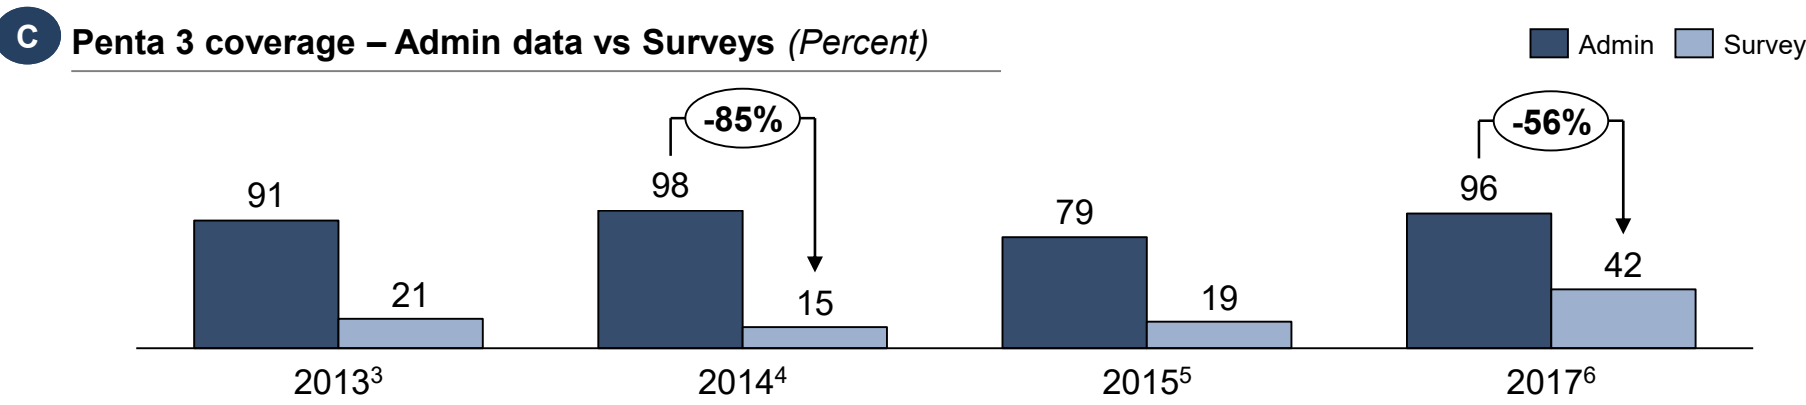 C Penta 3 coverage – Admin data vs Surveys (Percent)
Admin Survey
-85% -56%
91 21 98 15 79 19 96 42
2013³ 2014⁴ 2015⁵ 2017⁶